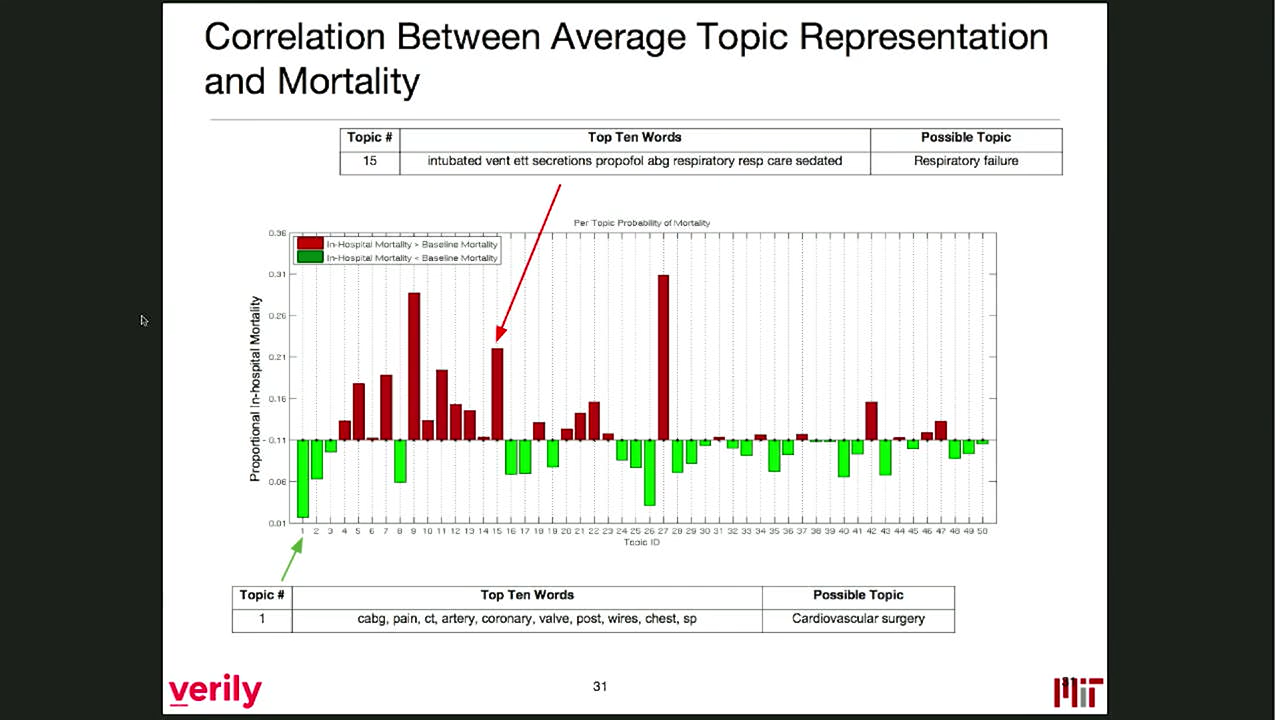 Correlation Between Average Topic Representation
and Mortality
Topic # Top Ten Words Possible Topic
15 intubated vent ett secretions propofol abg respiratory resp care sedated Respiratory failure
Per Topic Probability of Mortality
In-Hospital Mortality > Baseline Mortality
In-Hospital Mortality < Baseline Mortality
Proportional In-hospital Mortality
0.36
0.31
0.26
0.21
0.16
0.11
0.06
0.01
1 2 3 4 5 6 7 8 9 10 11 12 13 14 15 16 17 18 19 20 21 22 23 24 25 26 27 28 29 30 31 32 33 34 35 36 37 38 39 40 41 42 43 44 45 46 47 48 49 50
Topic ID
Topic # Top Ten Words Possible Topic
1 cabg, pain, ct, artery, coronary, valve, post, wires, chest, sp Cardiovascular surgery
verily
31
MIT